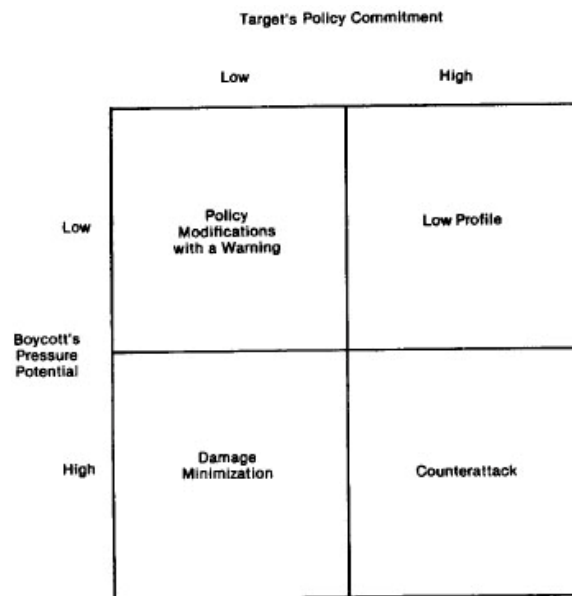 Target's Policy Commitment
Low
High
Low
Policy
Modifications
with a Warning
Low Profile
Boycott's
Pressure
Potential
High
Damage
Minimization
Counterattack